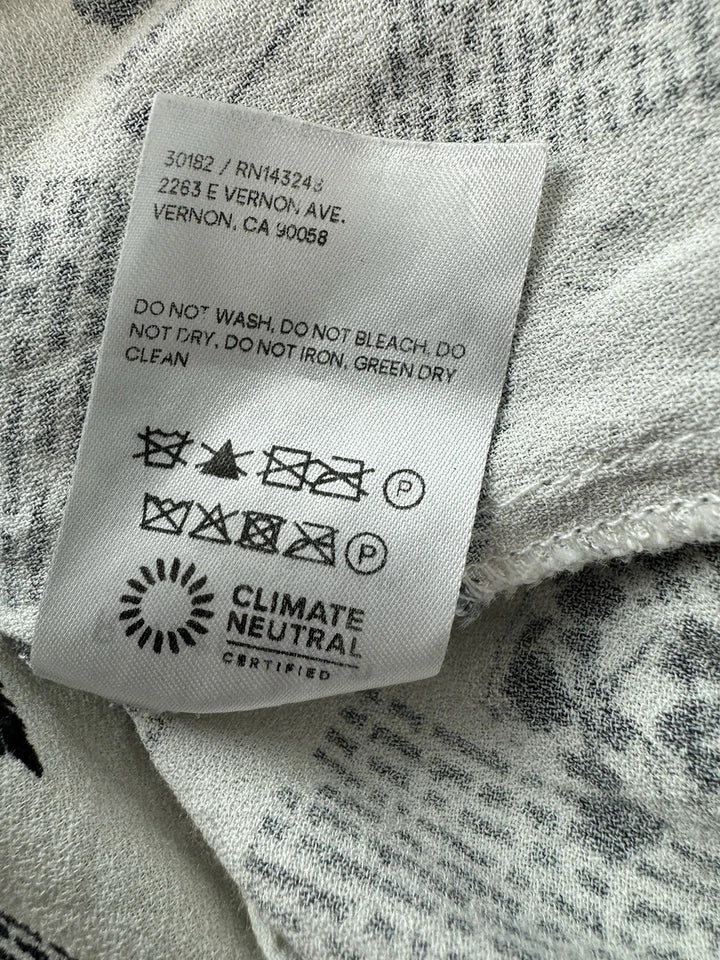 30182 / RN143248
2263 E VERNON AVE.
VERNON, CA 90058
DO NOT WASH, DO NOT BLEACH, DO
NOT DRY, DO NOT IRON, GREEN DRY
CLEAN
P
P
CLIMATE
NEUTRAL
CERTIFIED